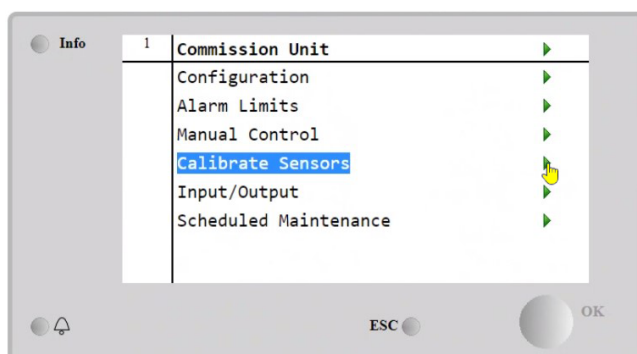 Info
1 Commission Unit
Configuration
Alarm Limits
Manual Control
Calibrate Sensors
Input/Output
Scheduled Maintenance
ESC
OK